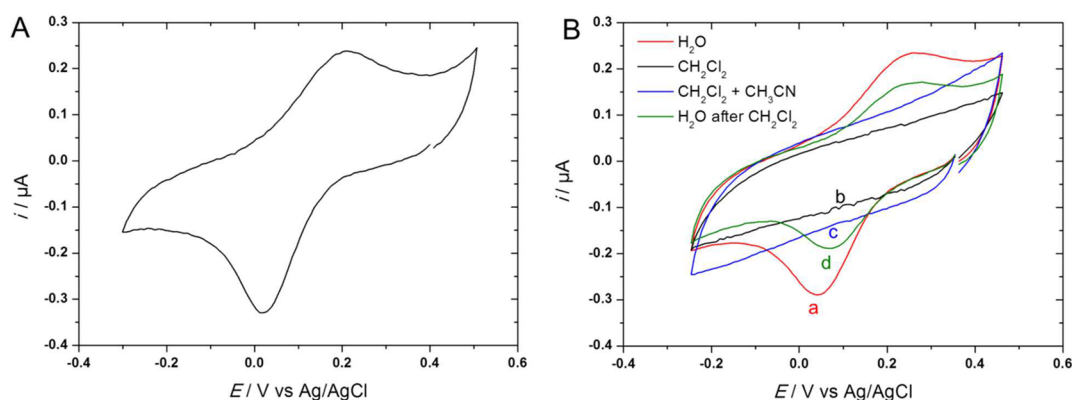 A
0.3
0.2
0.1
0.0
-0.1
-0.2
-0.3
-0.4
i / μA
-0.4 -0.2 0.0 0.2 0.4 0.6
E / V vs Ag/AgCl
B
0.3
0.2
0.1
0.0
-0.1
-0.2
-0.3
-0.4
i / μA
H₂O
CH₂Cl₂
CH₂Cl₂ + CH₃CN
H₂O after CH₂Cl₂
b
c
d
a
-0.4 -0.2 0.0 0.2 0.4 0.6
E / V vs Ag/AgCl